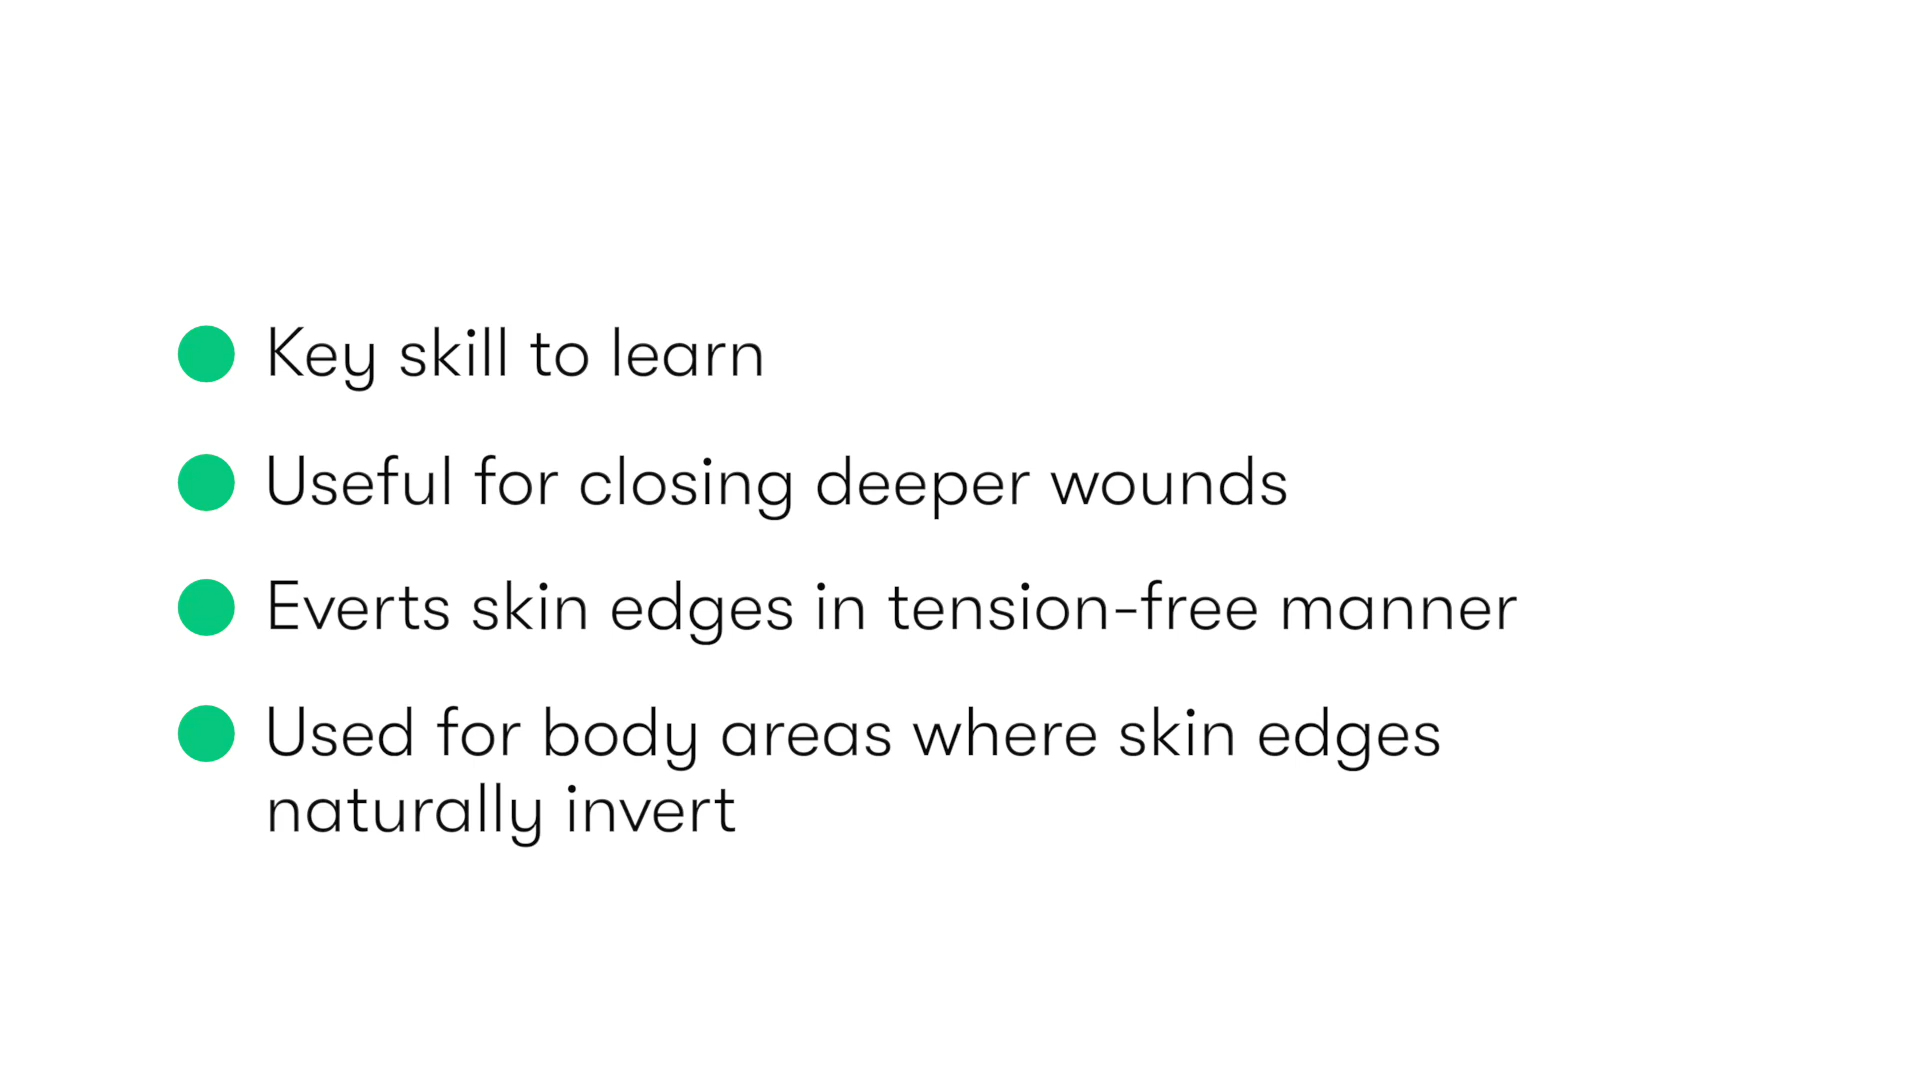 Key skill to learn
Useful for closing deeper wounds
Everts skin edges in tension-free manner
Used for body areas where skin edges
naturally invert